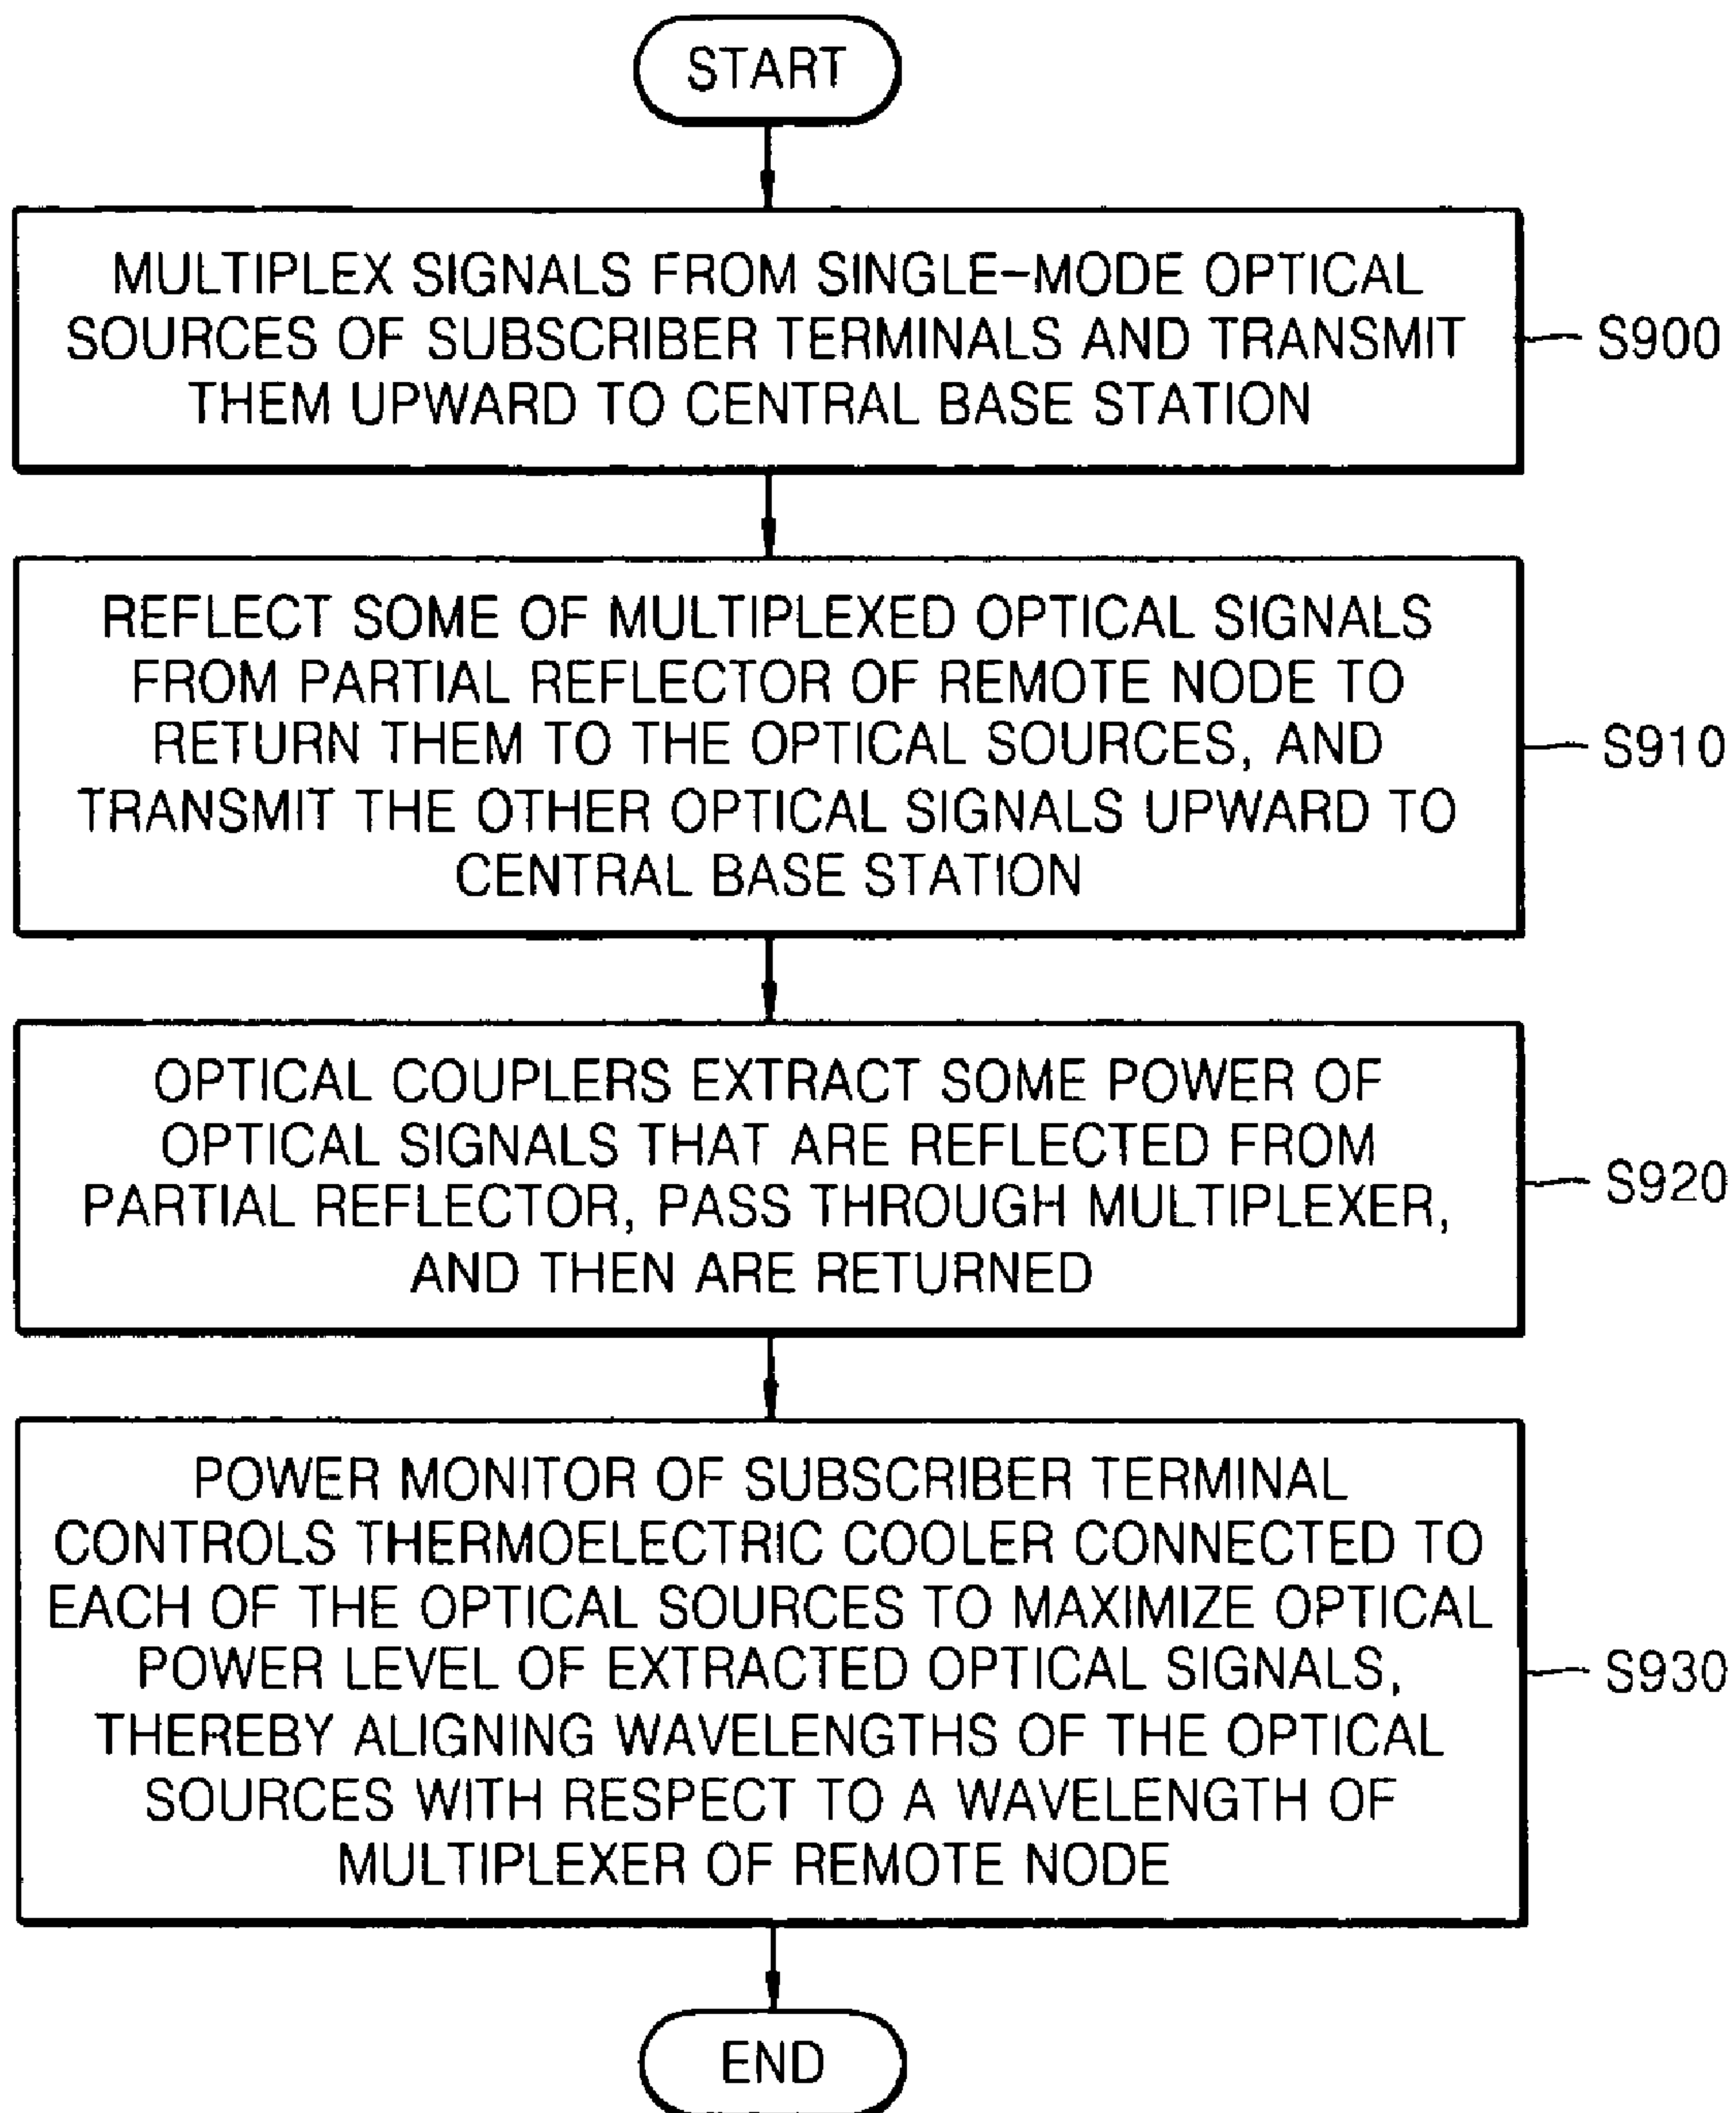 START
MULTIPLEX SIGNALS FROM SINGLE-MODE OPTICAL
SOURCES OF SUBSCRIBER TERMINALS AND TRANSMIT
THEM UPWARD TO CENTRAL BASE STATION
S900
REFLECT SOME OF MULTIPLEXED OPTICAL SIGNALS
FROM PARTIAL REFLECTOR OF REMOTE NODE TO
RETURN THEM TO THE OPTICAL SOURCES, AND
TRANSMIT THE OTHER OPTICAL SIGNALS UPWARD TO
CENTRAL BASE STATION
S910
OPTICAL COUPLERS EXTRACT SOME POWER OF
OPTICAL SIGNALS THAT ARE REFLECTED FROM
PARTIAL REFLECTOR, PASS THROUGH MULTIPLEXER,
AND THEN ARE RETURNED
S920
POWER MONITOR OF SUBSCRIBER TERMINAL
CONTROLS THERMOELECTRIC COOLER CONNECTED TO
EACH OF THE OPTICAL SOURCES TO MAXIMIZE OPTICAL
POWER LEVEL OF EXTRACTED OPTICAL SIGNALS,
THEREBY ALIGNING WAVELENGTHS OF THE OPTICAL
SOURCES WITH RESPECT TO A WAVELENGTH OF
MULTIPLEXER OF REMOTE NODE
S930
END